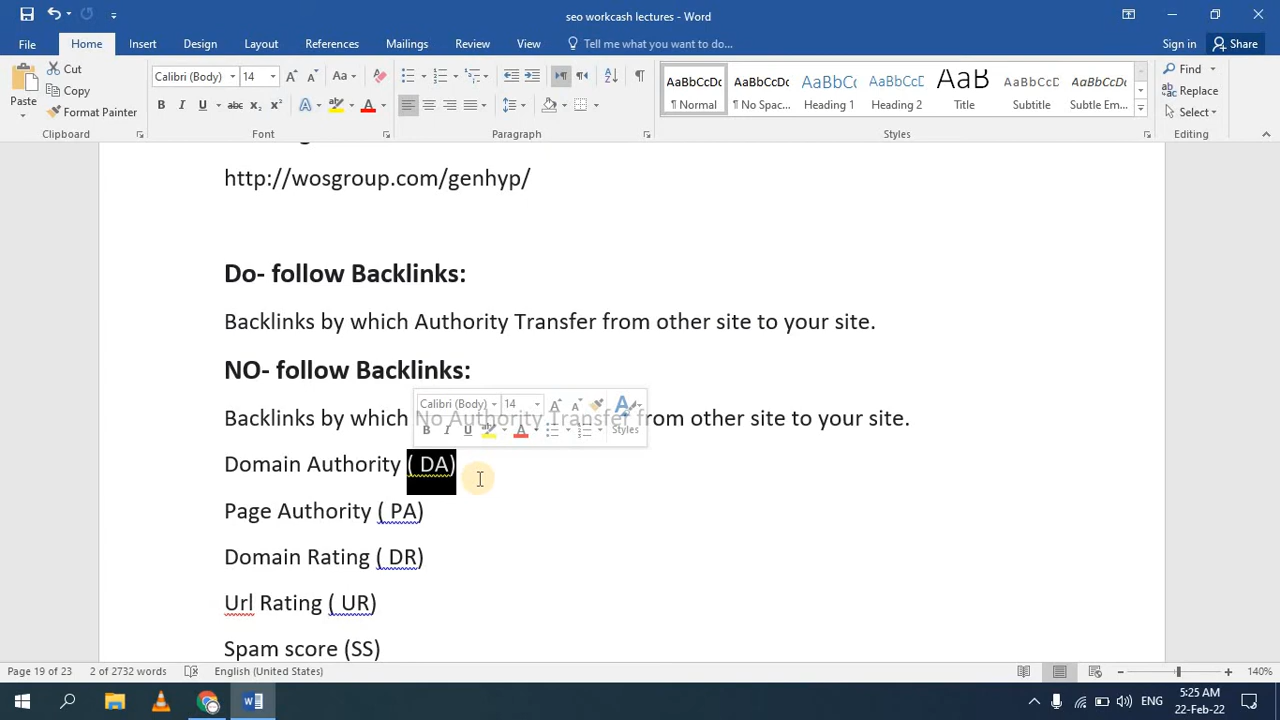 seo workcash lectures - Word
File Home Insert Design Layout References Mailings Review View Tell me what you want to do... Sign in Share
Paste Cut Copy Format Painter
Clipboard
Calibri (Body) 14
Font
Paragraph
AaBbCcDc AaBbCcDc AaBbCc AaBbCcD AaB AaBbCcD AaBbCcD
¶ Normal ¶ No Spac... Heading 1 Heading 2 Title Subtitle Subtle Em...
Styles
Find
Replace
Select
Editing
http://wosgroup.com/genhyp/
Do- follow Backlinks:
Backlinks by which Authority Transfer from other site to your site.
NO- follow Backlinks:
Calibri (Body) 14
Styles
Backlinks by which No Authority Transfer from other site to your site.
Domain Authority ( DA)
Page Authority ( PA)
Domain Rating ( DR)
Url Rating ( UR)
Spam score (SS)
Page 19 of 23 2 of 2732 words English (United States) 140%
ENG 5:25 AM
22-Feb-22